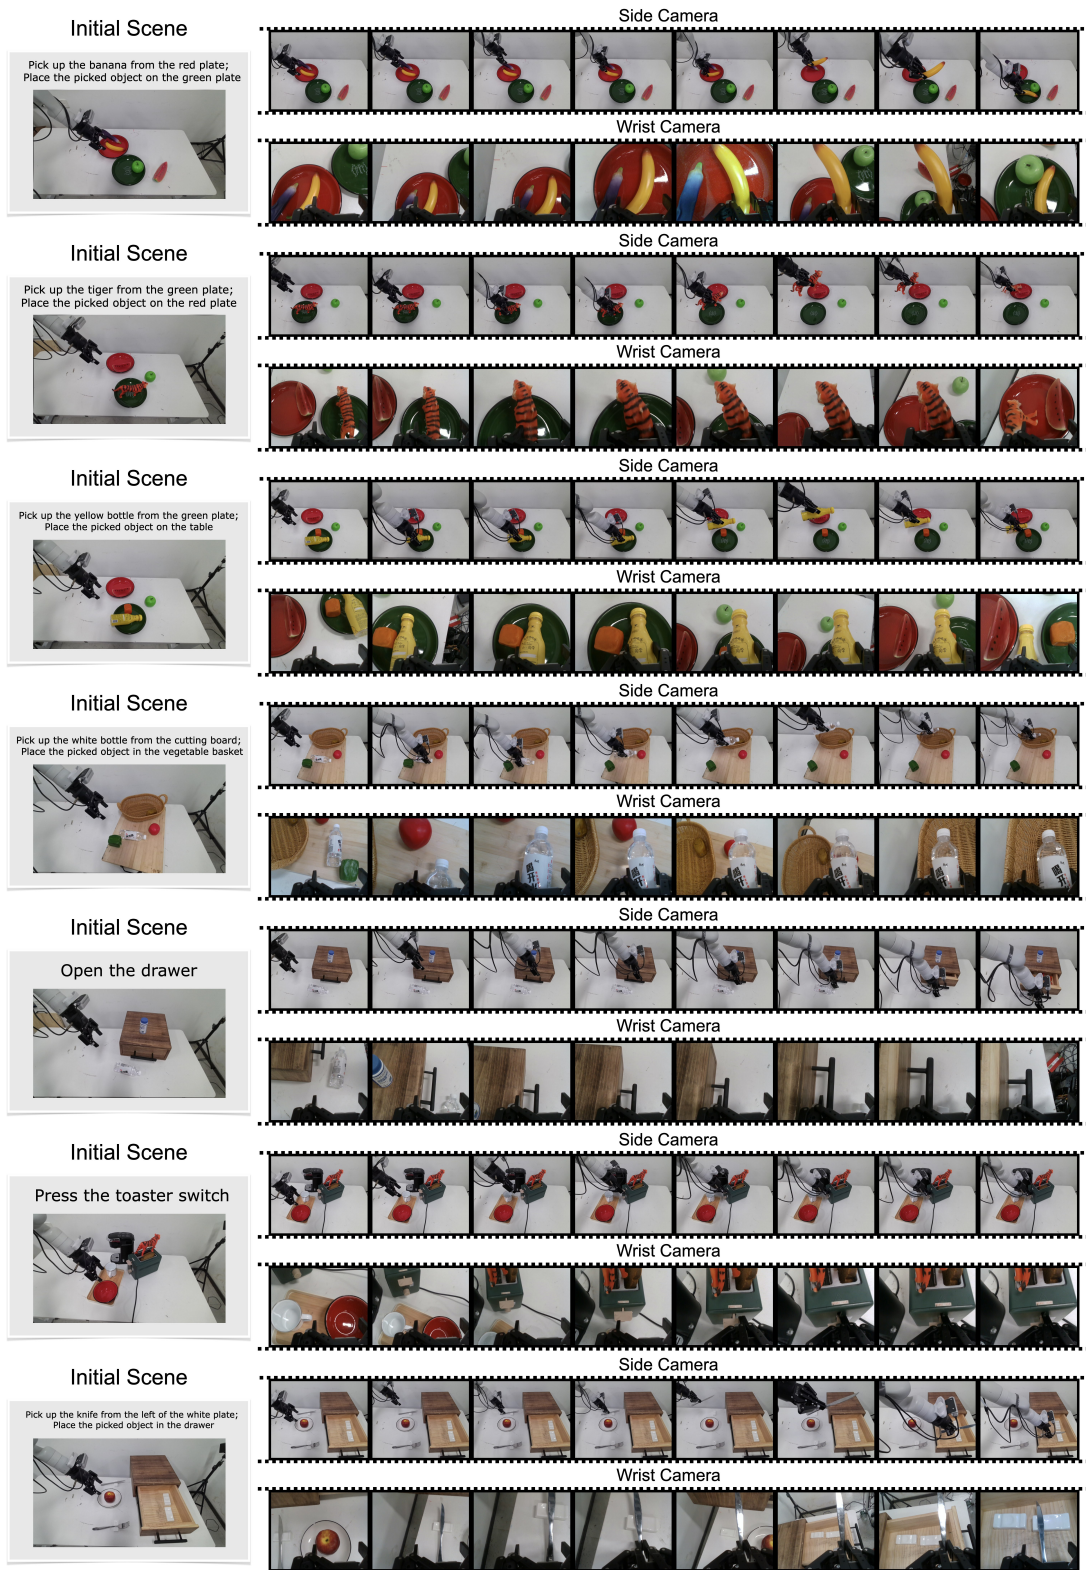 Initial Scene
Side Camera
Pick up the banana from the red plate;
Place the picked object on the green plate
Wrist Camera
Initial Scene
Side Camera
Pick up the tiger from the green plate;
Place the picked object on the red plate
Wrist Camera
Initial Scene
Side Camera
Pick up the yellow bottle from the green plate;
Place the picked object on the table
Wrist Camera
Initial Scene
Side Camera
Pick up the white bottle from the cutting board;
Place the picked object in the vegetable basket
Wrist Camera
Initial Scene
Side Camera
Open the drawer
Wrist Camera
Initial Scene
Side Camera
Press the toaster switch
Wrist Camera
Initial Scene
Side Camera
Pick up the knife from the left of the white plate;
Place the picked object in the drawer
Wrist Camera